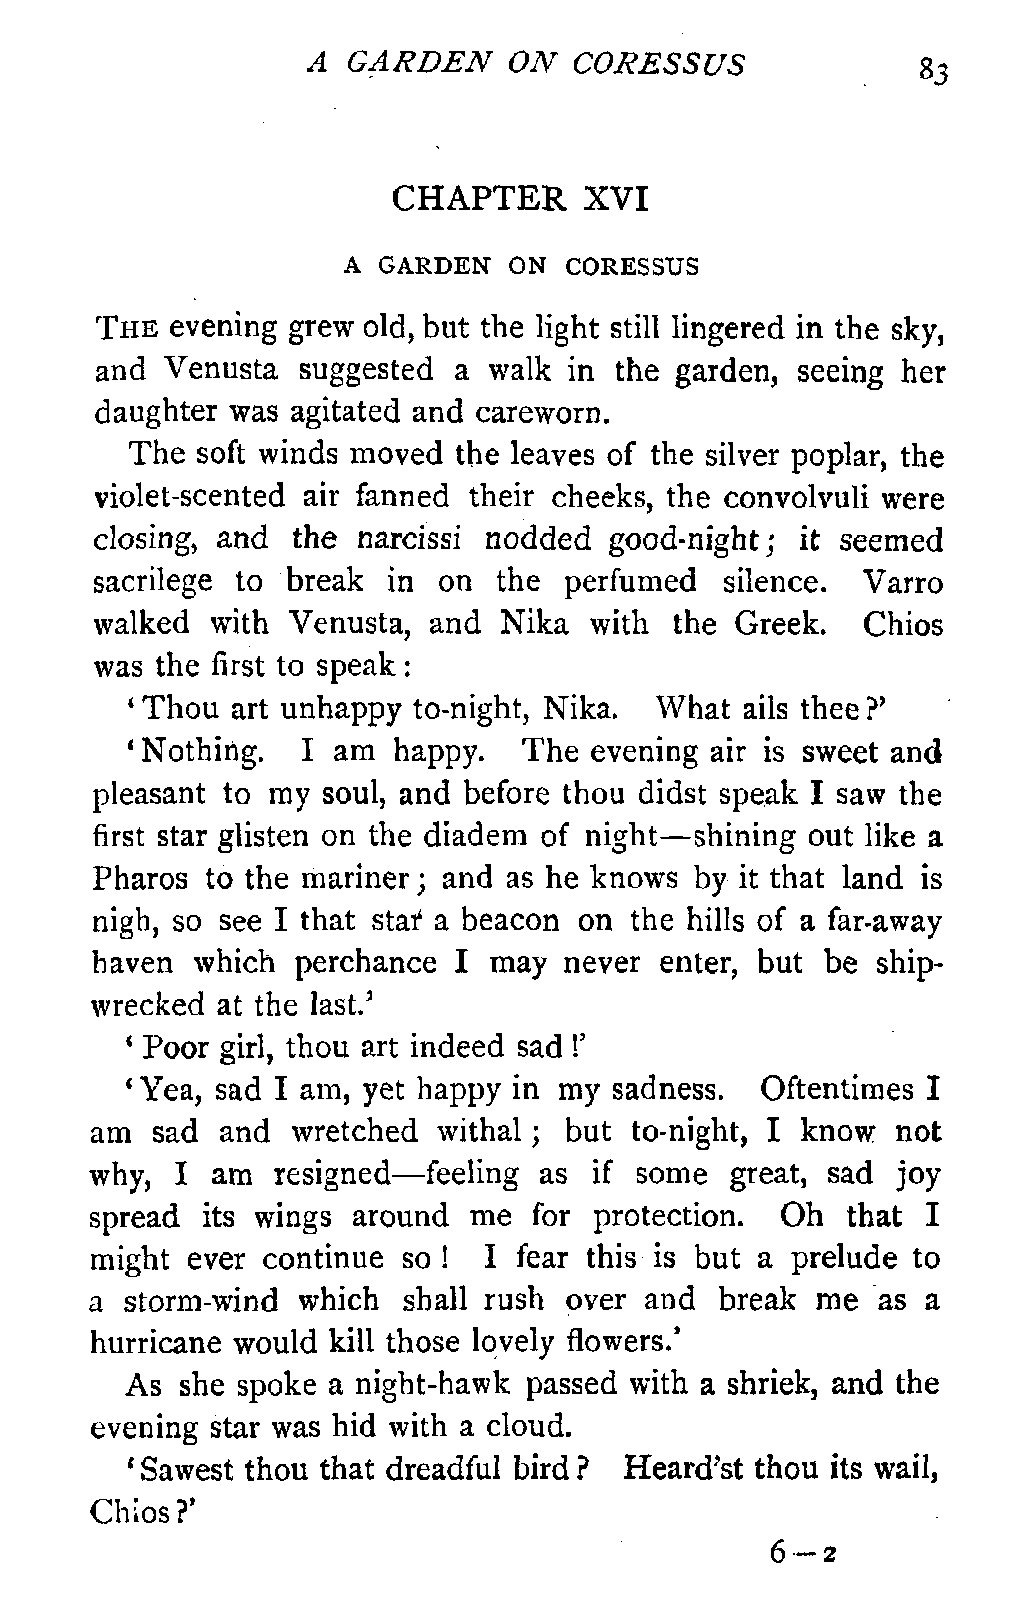 A GARDEN ON CORESSUS 83
CHAPTER XVI
A GARDEN ON CORESSUS
THE evening grew old, but the light still lingered in the sky,
and Venusta suggested a walk in the garden, seeing her
daughter was agitated and careworn.
The soft winds moved the leaves of the silver poplar, the
violet-scented air fanned their cheeks, the convolvuli were
closing, and the narcissi nodded good-night; it seemed
sacrilege to break in on the perfumed silence. Varro
walked with Venusta, and Nika with the Greek. Chios
was the first to speak:
‘Thou art unhappy to-night, Nika. What ails thee?’
‘Nothing. I am happy. The evening air is sweet and
pleasant to my soul, and before thou didst speak I saw the
first star glisten on the diadem of night—shining out like a
Pharos to the mariner; and as he knows by it that land is
nigh, so see I that star a beacon on the hills of a far-away
haven which perchance I may never enter, but be ship-
wrecked at the last.’
‘Poor girl, thou art indeed sad!’
‘Yea, sad I am, yet happy in my sadness. Oftentimes I
am sad and wretched withal; but to-night, I know not
why, I am resigned—feeling as if some great, sad joy
spread its wings around me for protection. Oh that I
might ever continue so! I fear this is but a prelude to
a storm-wind which shall rush over and break me as a
hurricane would kill those lovely flowers.’
As she spoke a night-hawk passed with a shriek, and the
evening star was hid with a cloud.
‘Sawest thou that dreadful bird? Heard’st thou its wail,
Chios?’
6—2